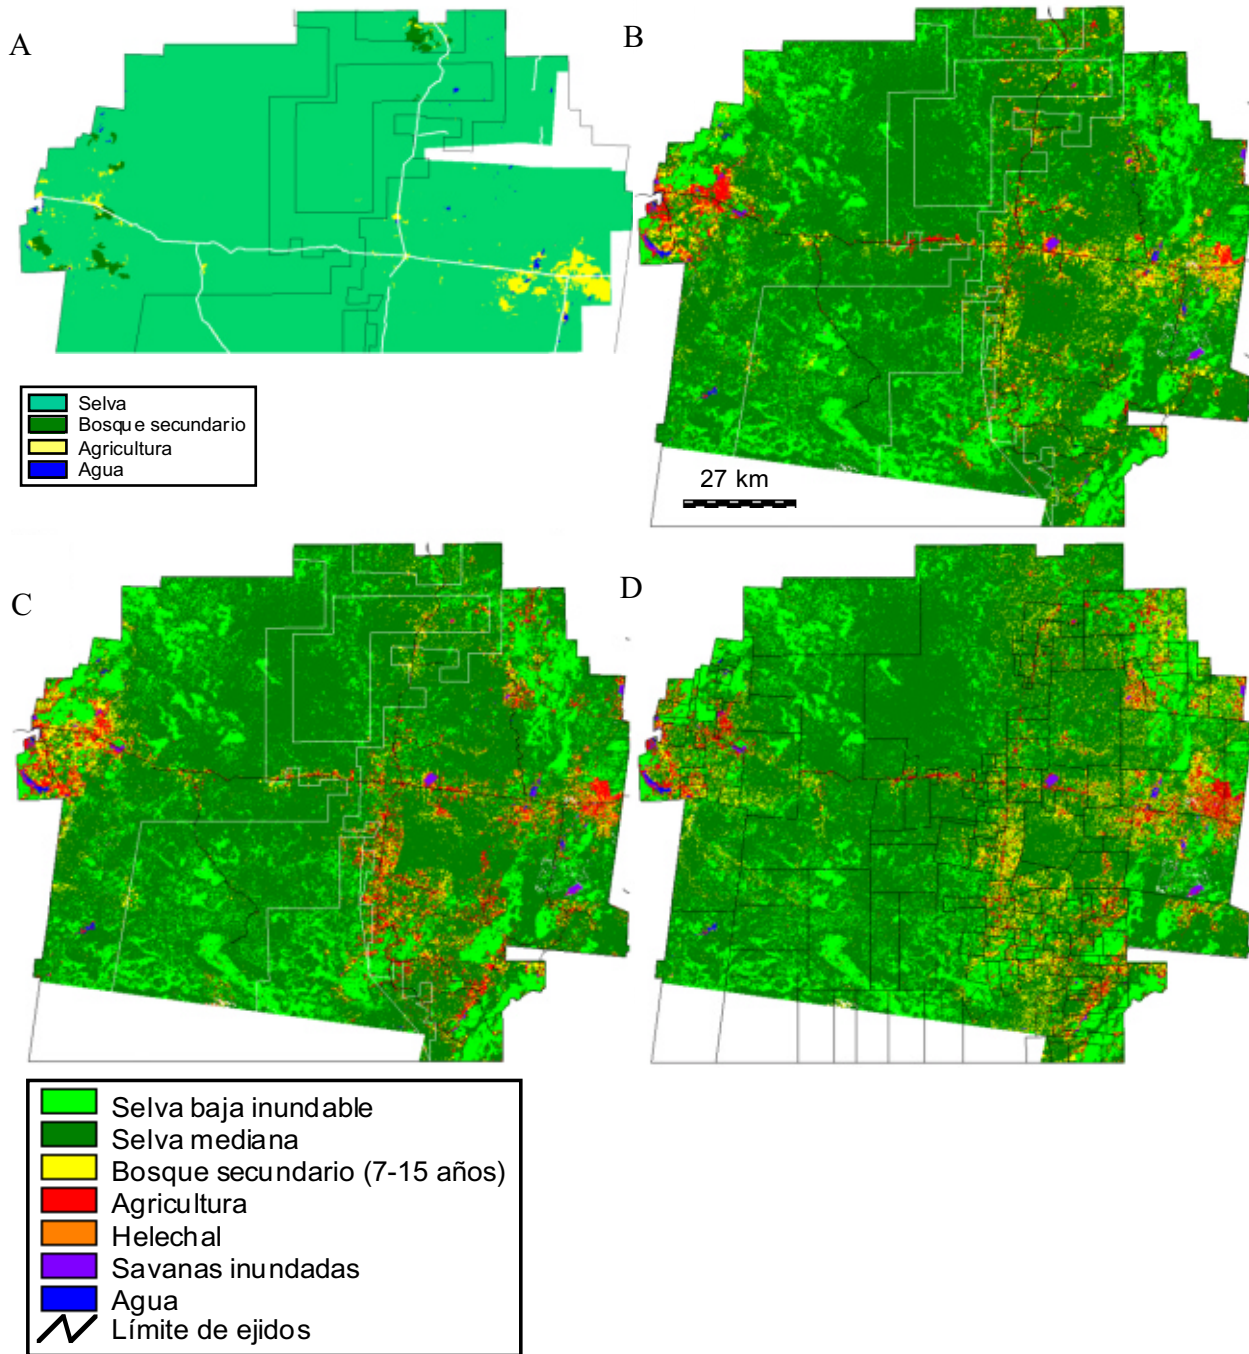 A
B
Selva
Bosque secundario
Agricultura
Agua
27 km
C
D
Selva baja inundable
Selva mediana
Bosque secundario (7-15 años)
Agricultura
Helechal
Savanas inundadas
Agua
Límite de ejidos